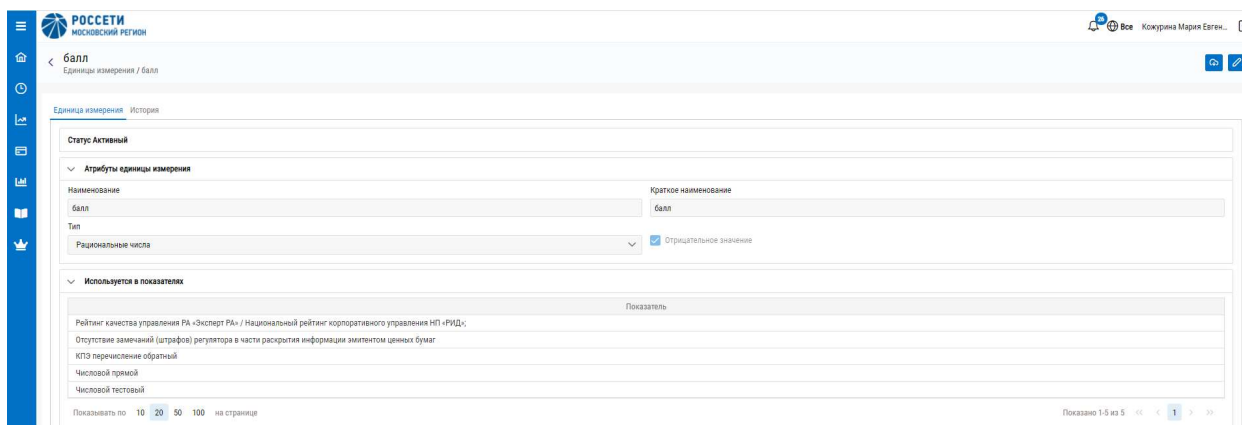 РОССЕТИ
МОСКОВСКИЙ РЕГИОН
26
Все Кожурина Мария Евген...
балл
Единицы измерения / балл
Единица измерения История
Статус Активный
Атрибуты единицы измерения
Наименование Краткое наименование
балл балл
Тип
Рациональные числа Отрицательное значение
Используется в показателях
Показатель
Рейтинг качества управления РА «Эксперт РА» / Национальный рейтинг корпоративного управления НП «РИД»;
Отсутствие замечаний (штрафов) регулятора в части раскрытия информации эмитентом ценных бумаг
КПЭ перечисление обратный
Числовой прямой
Числовой тестовый
Показывать по 10 20 50 100 на странице Показано 1-5 из 5 << < 1 > >>